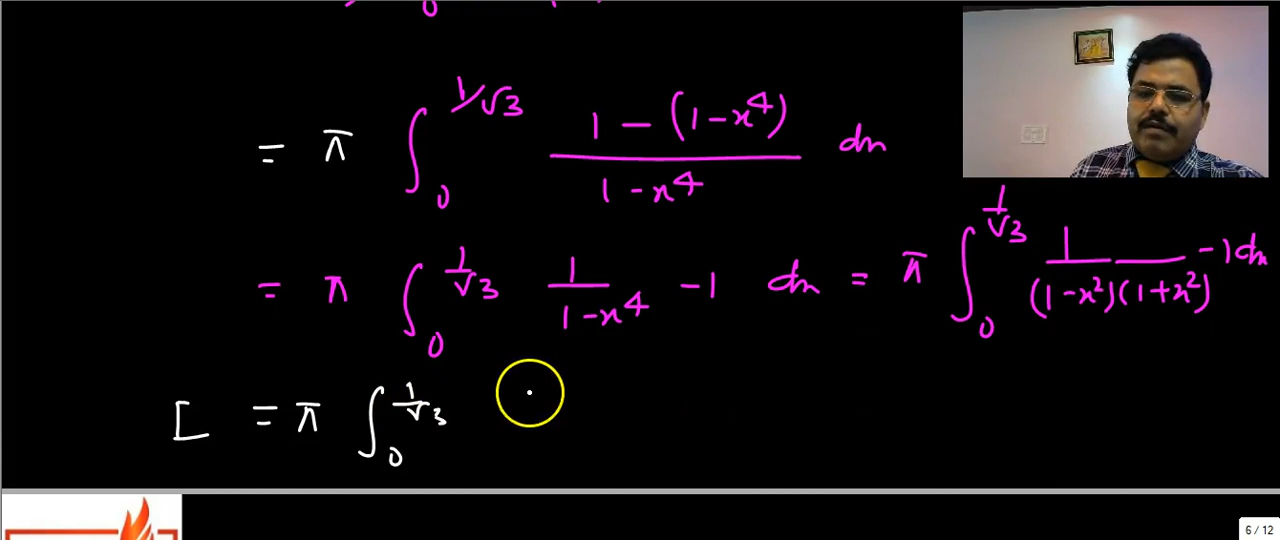 = π ∫₀^{1/√3} (1 − (1−x⁴))/(1−x⁴) dx
= π ∫₀^{1/√3} 1/(1−x⁴) − 1 dx = π ∫₀^{1/√3} 1/((1−x²)(1+x²)) − 1 dx
= π ∫₀^{1/√3}
6 / 12